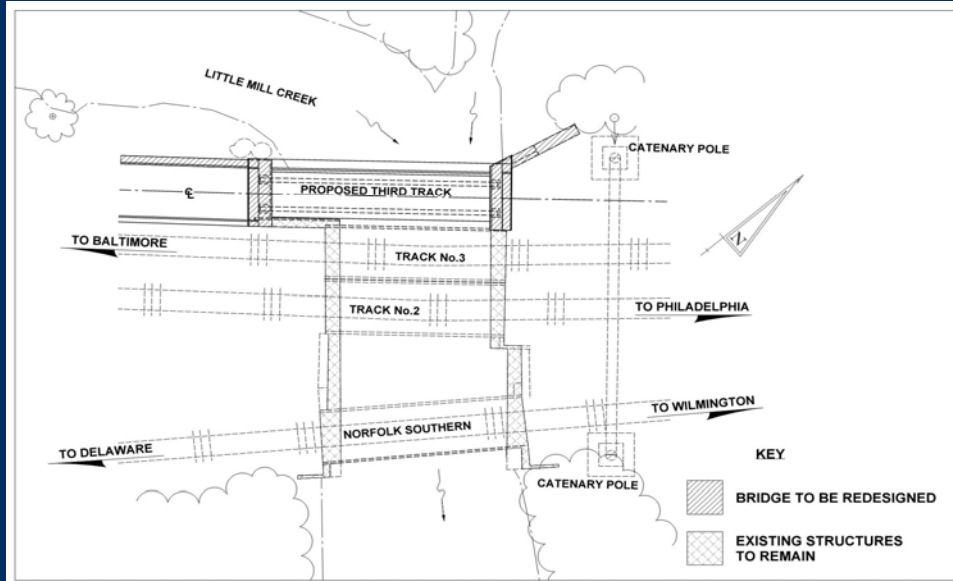 LITTLE MILL CREEK
CATENARY POLE
℄
PROPOSED THIRD TRACK
N
TO BALTIMORE
TRACK No.3
TRACK No.2
TO PHILADELPHIA
TO WILMINGTON
NORFOLK SOUTHERN
TO DELAWARE
CATENARY POLE
KEY
BRIDGE TO BE REDESIGNED
EXISTING STRUCTURES
TO REMAIN